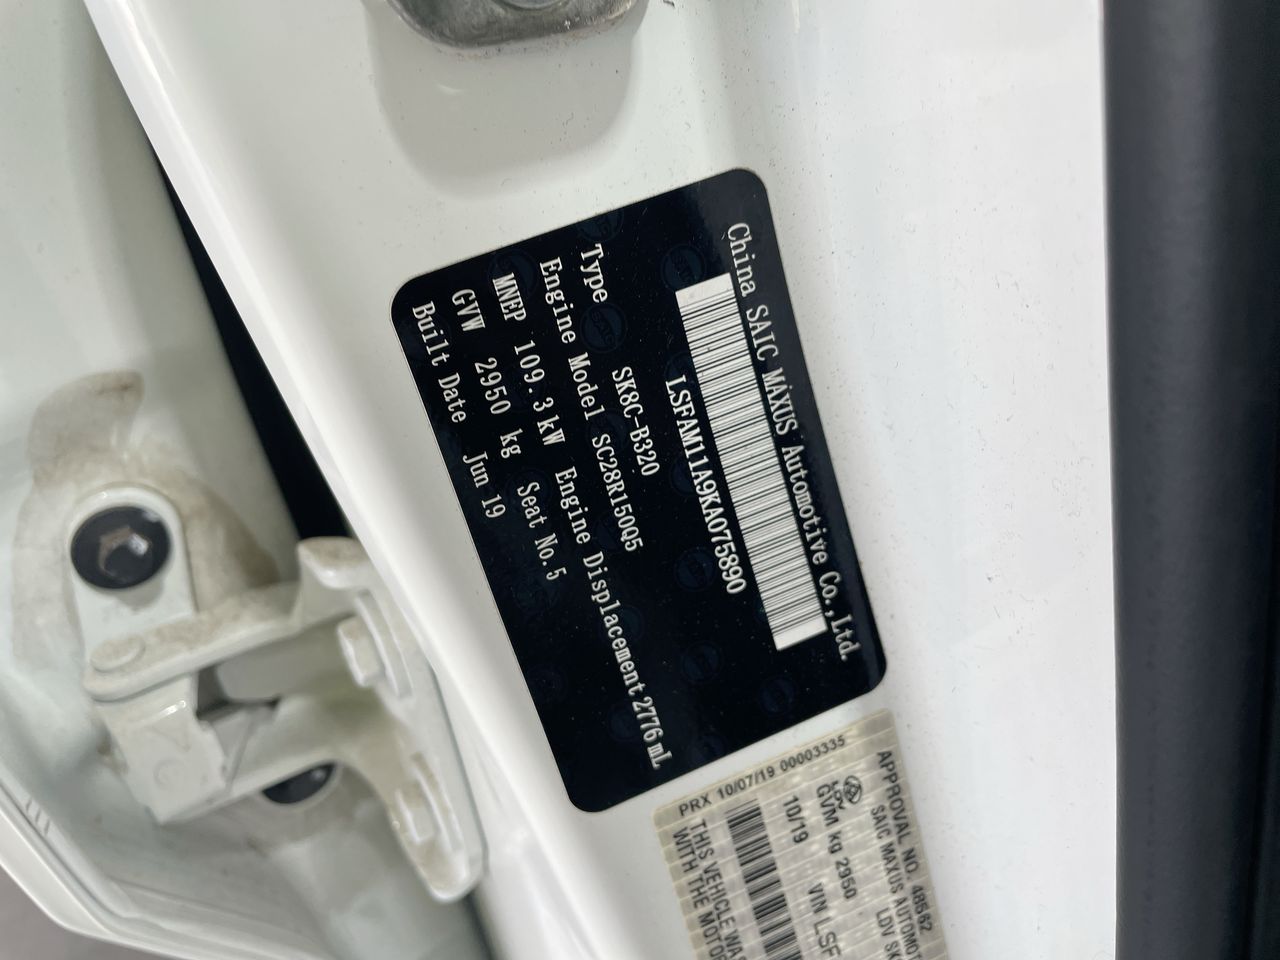 China SAIC MAXUS Automotive Co.,Ltd.
LSFAM11A9KA075890
Type SK8C-B320
Engine Model SC28R150Q5
MNEP 109.3kW Engine Displacement 2776mL
GVW 2950 kg Seat No.5
Built Date Jun 19
APPROVAL NO. 48562
SAIC MAXUS AUTOMOT
LDV SK
LDV
GVM kg 2950 VIN LSF
10/19
PRX 10/07/19 00003335
THIS VEHICLE WAS
WITH THE MOTOR